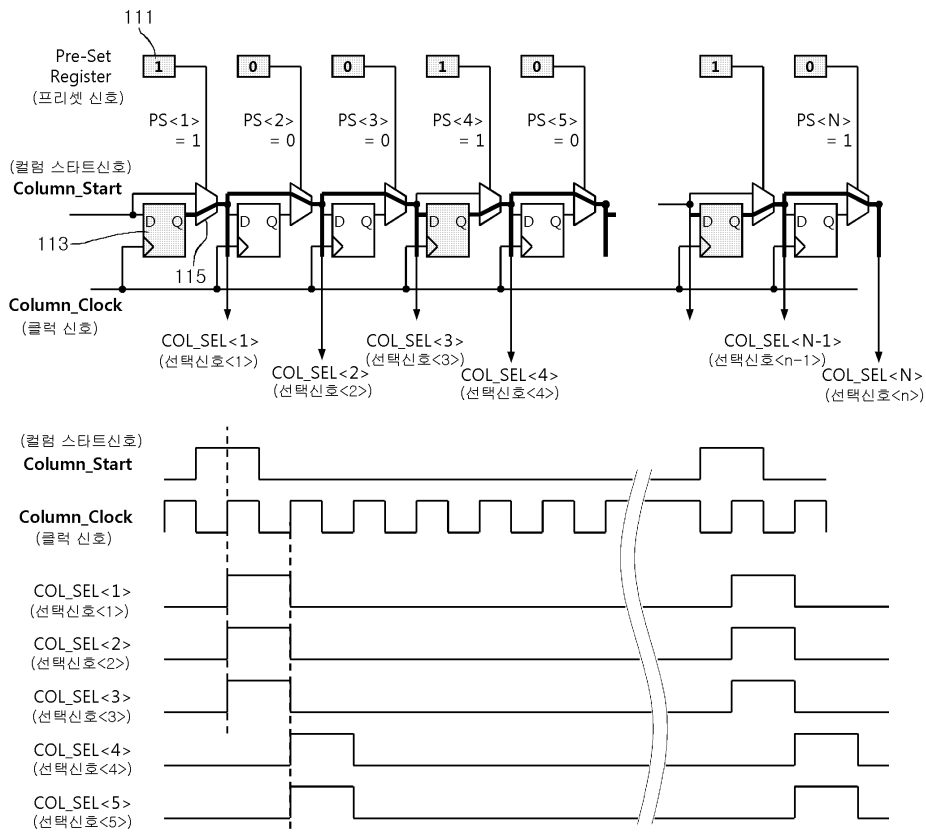 111
Pre-Set
Register
(프리셋 신호)
1
0
0
1
0
1
0
PS<1>
= 1
PS<2>
= 0
PS<3>
= 0
PS<4>
= 1
PS<5>
= 0
PS<N>
= 1
(컬럼 스타트신호)
Column_Start
D Q
D Q
D Q
D Q
D Q
D Q
D Q
113
115
Column_Clock
(클럭 신호)
COL_SEL<1>
(선택신호<1>)
COL_SEL<2>
(선택신호<2>)
COL_SEL<3>
(선택신호<3>)
COL_SEL<4>
(선택신호<4>)
COL_SEL<N-1>
(선택신호<n-1>)
COL_SEL<N>
(선택신호<n>)
(컬럼 스타트신호)
Column_Start
Column_Clock
(클럭 신호)
COL_SEL<1>
(선택신호<1>)
COL_SEL<2>
(선택신호<2>)
COL_SEL<3>
(선택신호<3>)
COL_SEL<4>
(선택신호<4>)
COL_SEL<5>
(선택신호<5>)